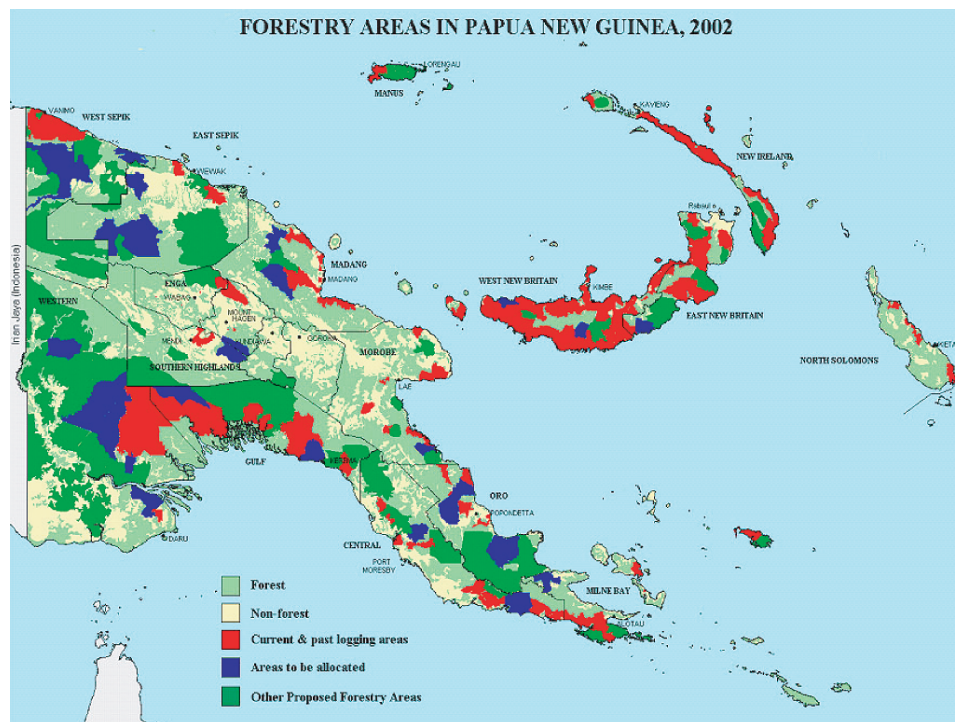 FORESTRY AREAS IN PAPUA NEW GUINEA, 2002
LORENGAU
MANUS
KAVIENG
VANIMO
WEST SEPIK
EAST SEPIK
NEW IRELAND
WEWAK
Rabaul
Irian Jaya (Indonesia)
MADANG
MADANG
WEST NEW BRITAIN
ENGA
KIMBE
WABAG
WESTERN
EAST NEW BRITAIN
MOUNT
HAGEN
MENDI
KUNDIAWA
GOROKA
KIETA
MOROBE
NORTH SOLOMONS
SOUTHERN HIGHLANDS
LAE
GULF
KERIMA
ORO
POPONDETTA
DARU
CENTRAL
PORT
MORESBY
MILNE BAY
ALOTAU
Forest
Non-forest
Current & past logging areas
Areas to be allocated
Other Proposed Forestry Areas